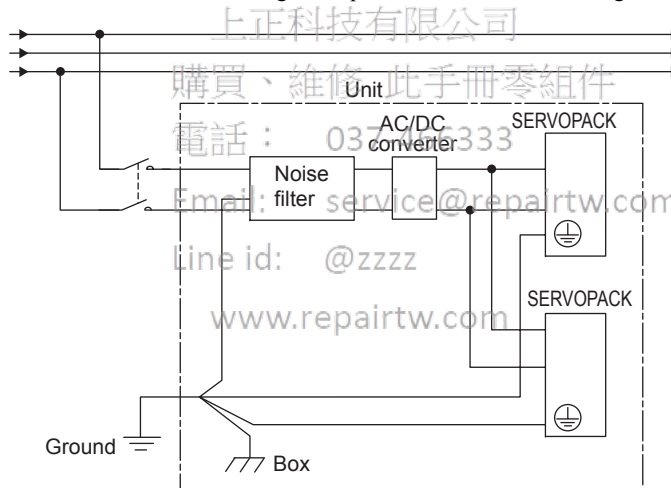 上正科技有限公司
購買、維修 此手冊零組件
Unit
電話： 037-466333
AC/DC
converter
SERVOPACK
Noise
filter
Email: service@repairtw.com
Line id: @zzzz
SERVOPACK
www.repairtw.com
Ground
Box